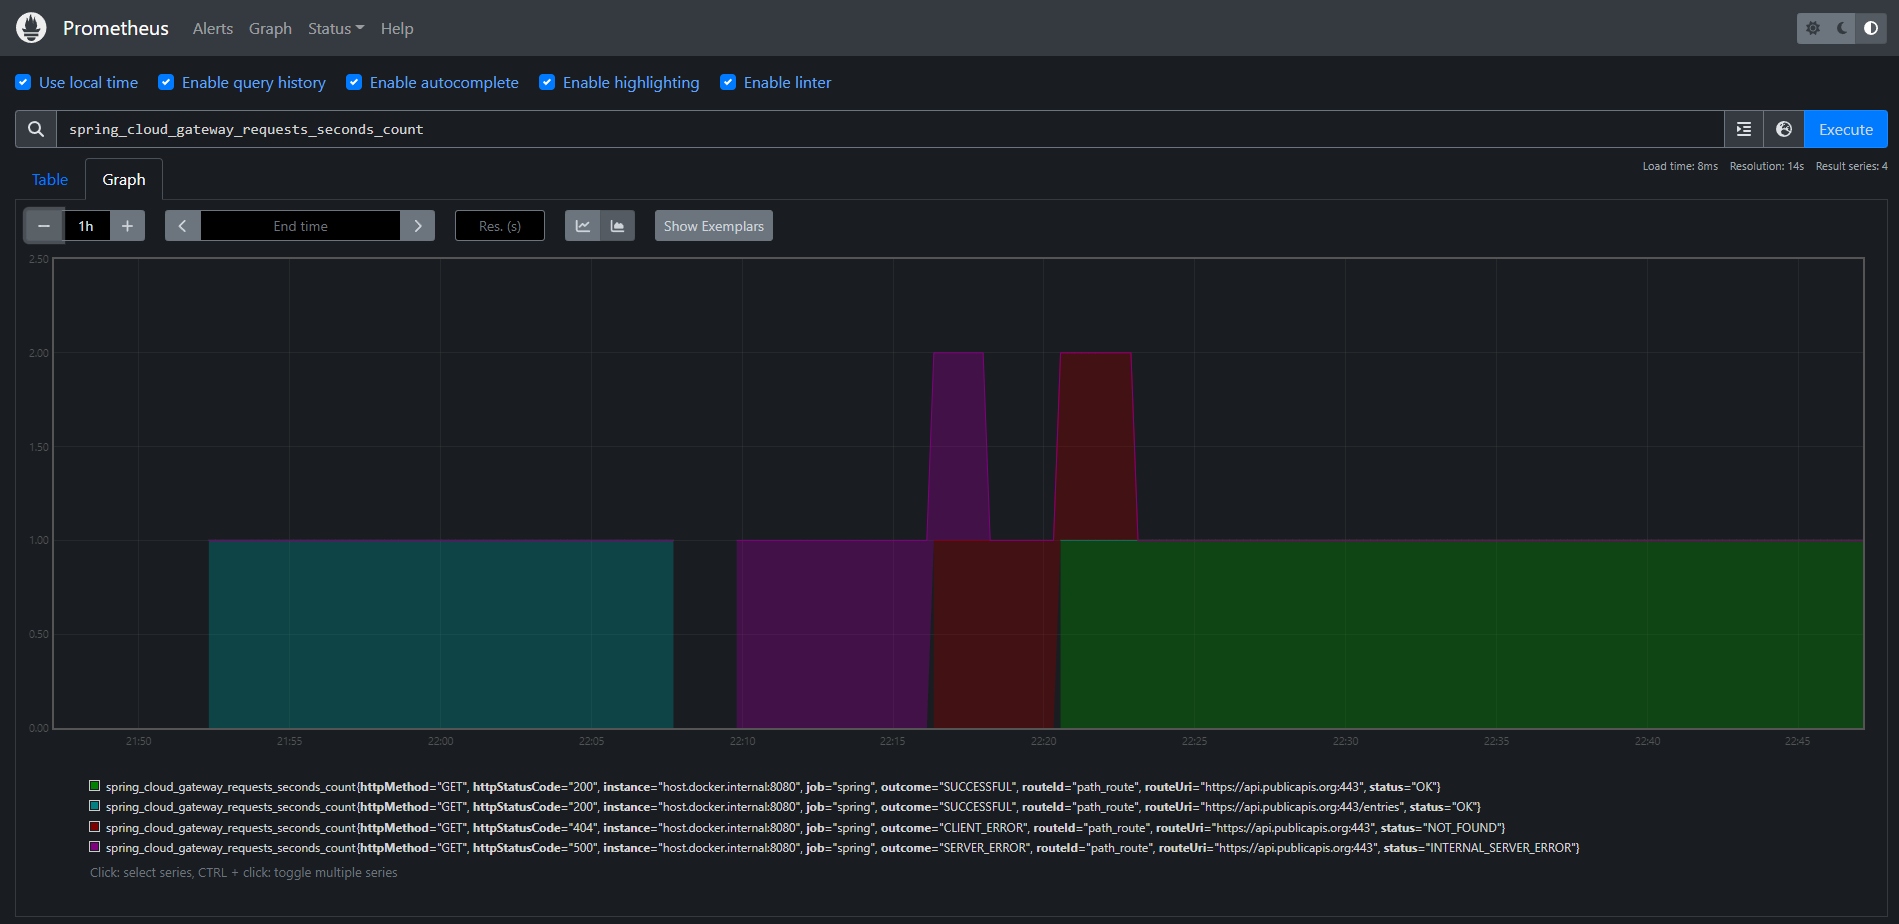 Prometheus Alerts Graph Status Help
Use local time Enable query history Enable autocomplete Enable highlighting Enable linter
spring_cloud_gateway_requests_seconds_count Execute
Load time: 8ms Resolution: 14s Result series: 4
Table Graph
1h End time Res. (s) Show Exemplars
2.50
2.00
1.50
1.00
0.50
0.00
21:50 21:55 22:00 22:05 22:10 22:15 22:20 22:25 22:30 22:35 22:40 22:45
spring_cloud_gateway_requests_seconds_count{httpMethod="GET", httpStatusCode="200", instance="host.docker.internal:8080", job="spring", outcome="SUCCESSFUL", routeId="path_route", routeUri="https://api.publicapis.org:443", status="OK"}
spring_cloud_gateway_requests_seconds_count{httpMethod="GET", httpStatusCode="200", instance="host.docker.internal:8080", job="spring", outcome="SUCCESSFUL", routeId="path_route", routeUri="https://api.publicapis.org:443/entries", status="OK"}
spring_cloud_gateway_requests_seconds_count{httpMethod="GET", httpStatusCode="404", instance="host.docker.internal:8080", job="spring", outcome="CLIENT_ERROR", routeId="path_route", routeUri="https://api.publicapis.org:443", status="NOT_FOUND"}
spring_cloud_gateway_requests_seconds_count{httpMethod="GET", httpStatusCode="500", instance="host.docker.internal:8080", job="spring", outcome="SERVER_ERROR", routeId="path_route", routeUri="https://api.publicapis.org:443", status="INTERNAL_SERVER_ERROR"}
Click: select series, CTRL + click: toggle multiple series